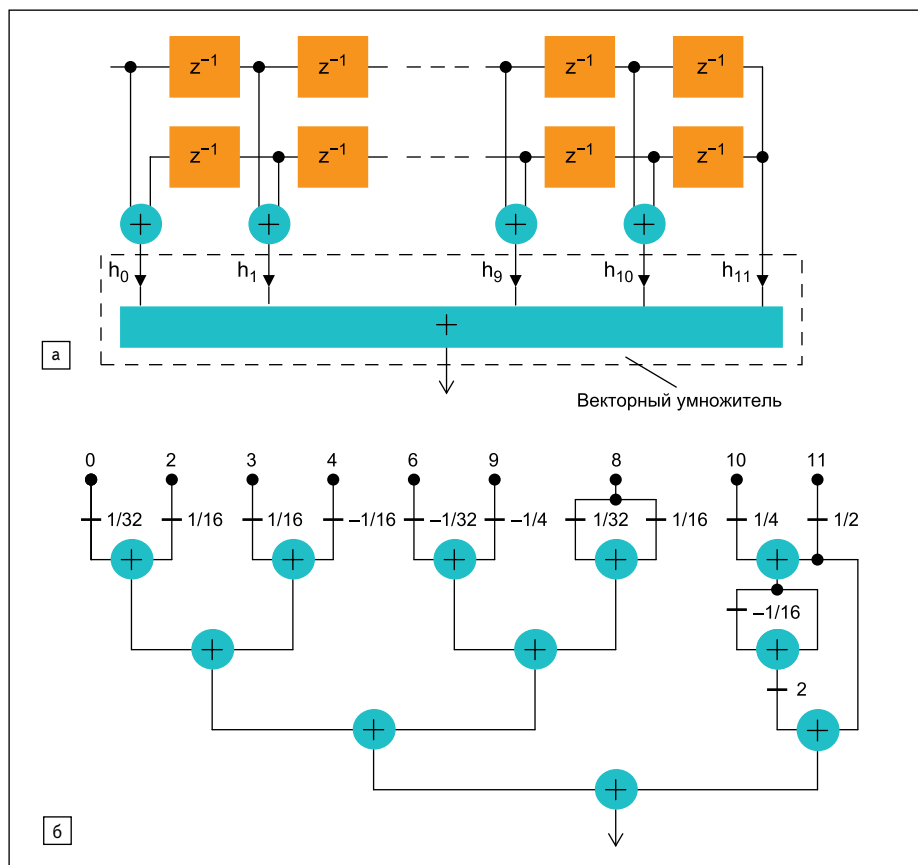 z⁻¹ z⁻¹ z⁻¹ z⁻¹
z⁻¹ z⁻¹ z⁻¹ z⁻¹
+ + + +
h₀ h₁ h₉ h₁₀ h₁₁
+
а
Векторный умножитель
0 2 3 4 6 9 8 10 11
1/32 1/16 1/16 –1/16 –1/32 –1/4 1/32 1/16 1/4 1/2
+ + + + +
–1/16
+ + +
2
+ +
+
б